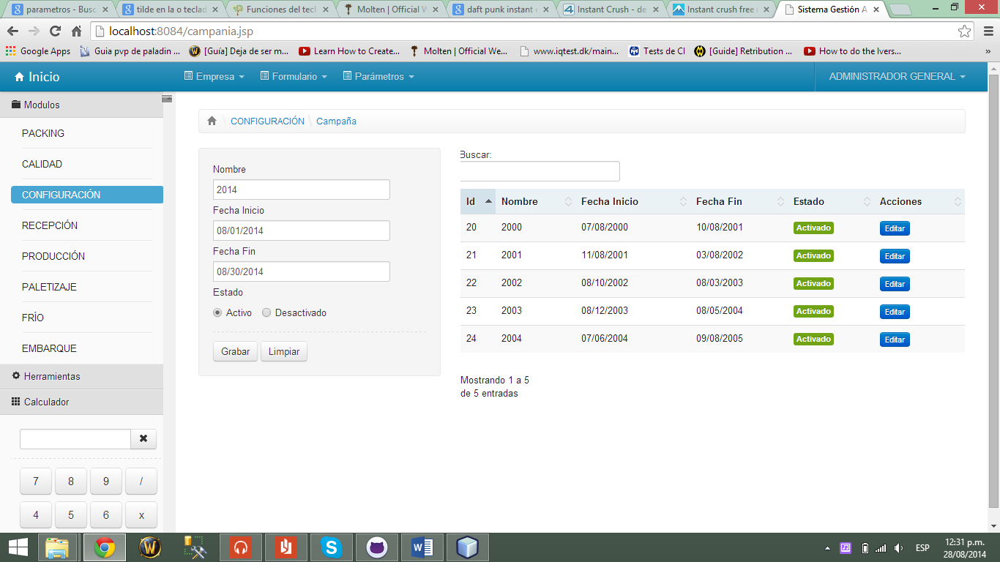 parametros - Busc
tilde en la o teclad
Funciones del tecl
Molten | Official W
daft punk instant
Instant Crush - de
Instant crush free
Sistema Gestión A
localhost:8084/campania.jsp
Google Apps
Guia pvp de paladin ...
[Guía] Deja de ser m...
Learn How to Create...
Molten | Official We...
www.iqtest.dk/main...
Tests de CI
[Guide] Retribution ...
How to do the Ivers...
»
Inicio
Empresa
Formulario
Parámetros
ADMINISTRADOR GENERAL
Modulos
PACKING
CALIDAD
CONFIGURACIÓN
RECEPCIÓN
PRODUCCIÓN
PALETIZAJE
FRÍO
EMBARQUE
Herramientas
Calculador
7 8 9 /
4 5 6 x
CONFIGURACIÓN \ Campaña
Nombre
2014
Fecha Inicio
08/01/2014
Fecha Fin
08/30/2014
Estado
Activo Desactivado
Grabar Limpiar
Buscar:
Id Nombre Fecha Inicio Fecha Fin Estado Acciones
20 2000 07/08/2000 10/08/2001 Activado Editar
21 2001 11/08/2001 03/08/2002 Activado Editar
22 2002 08/10/2002 08/03/2003 Activado Editar
23 2003 08/12/2003 08/05/2004 Activado Editar
24 2004 07/06/2004 09/08/2005 Activado Editar
Mostrando 1 a 5
de 5 entradas
ESP
12:31 p.m.
28/08/2014